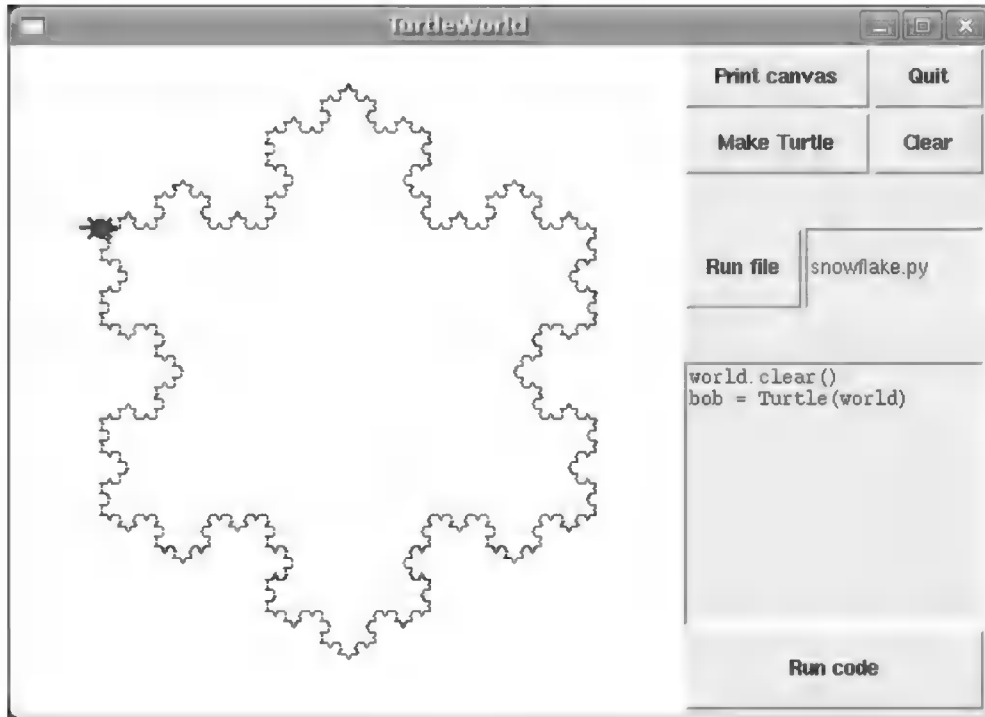 TurtleWorld
Print canvas
Quit
Make Turtle
Clear
Run file
snowflake.py
world.clear()
bob = Turtle(world)
Run code